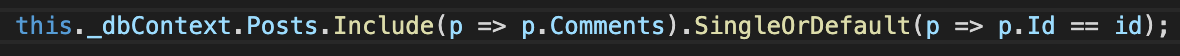 this._dbContext.Posts.Include(p => p.Comments).SingleOrDefault(p => p.Id == id);